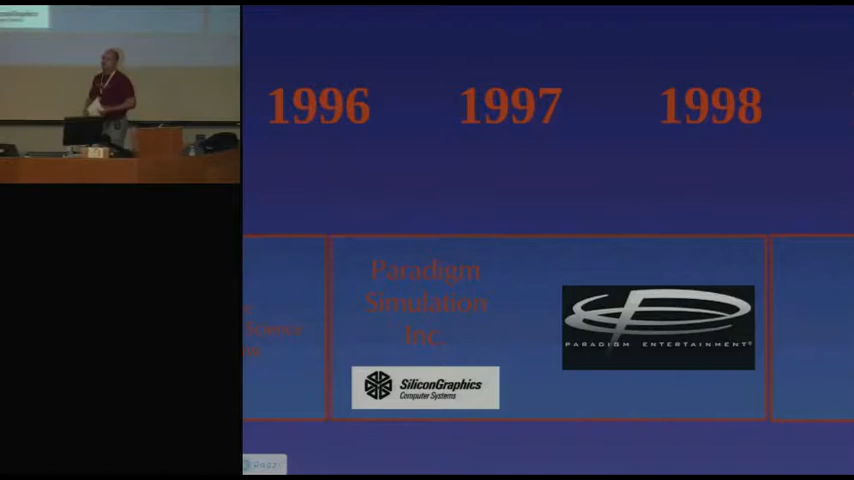 1996 1997 1998
Paradigm
Simulation
Inc.
SiliconGraphics
Computer Systems
PARADIGM ENTERTAINMENT